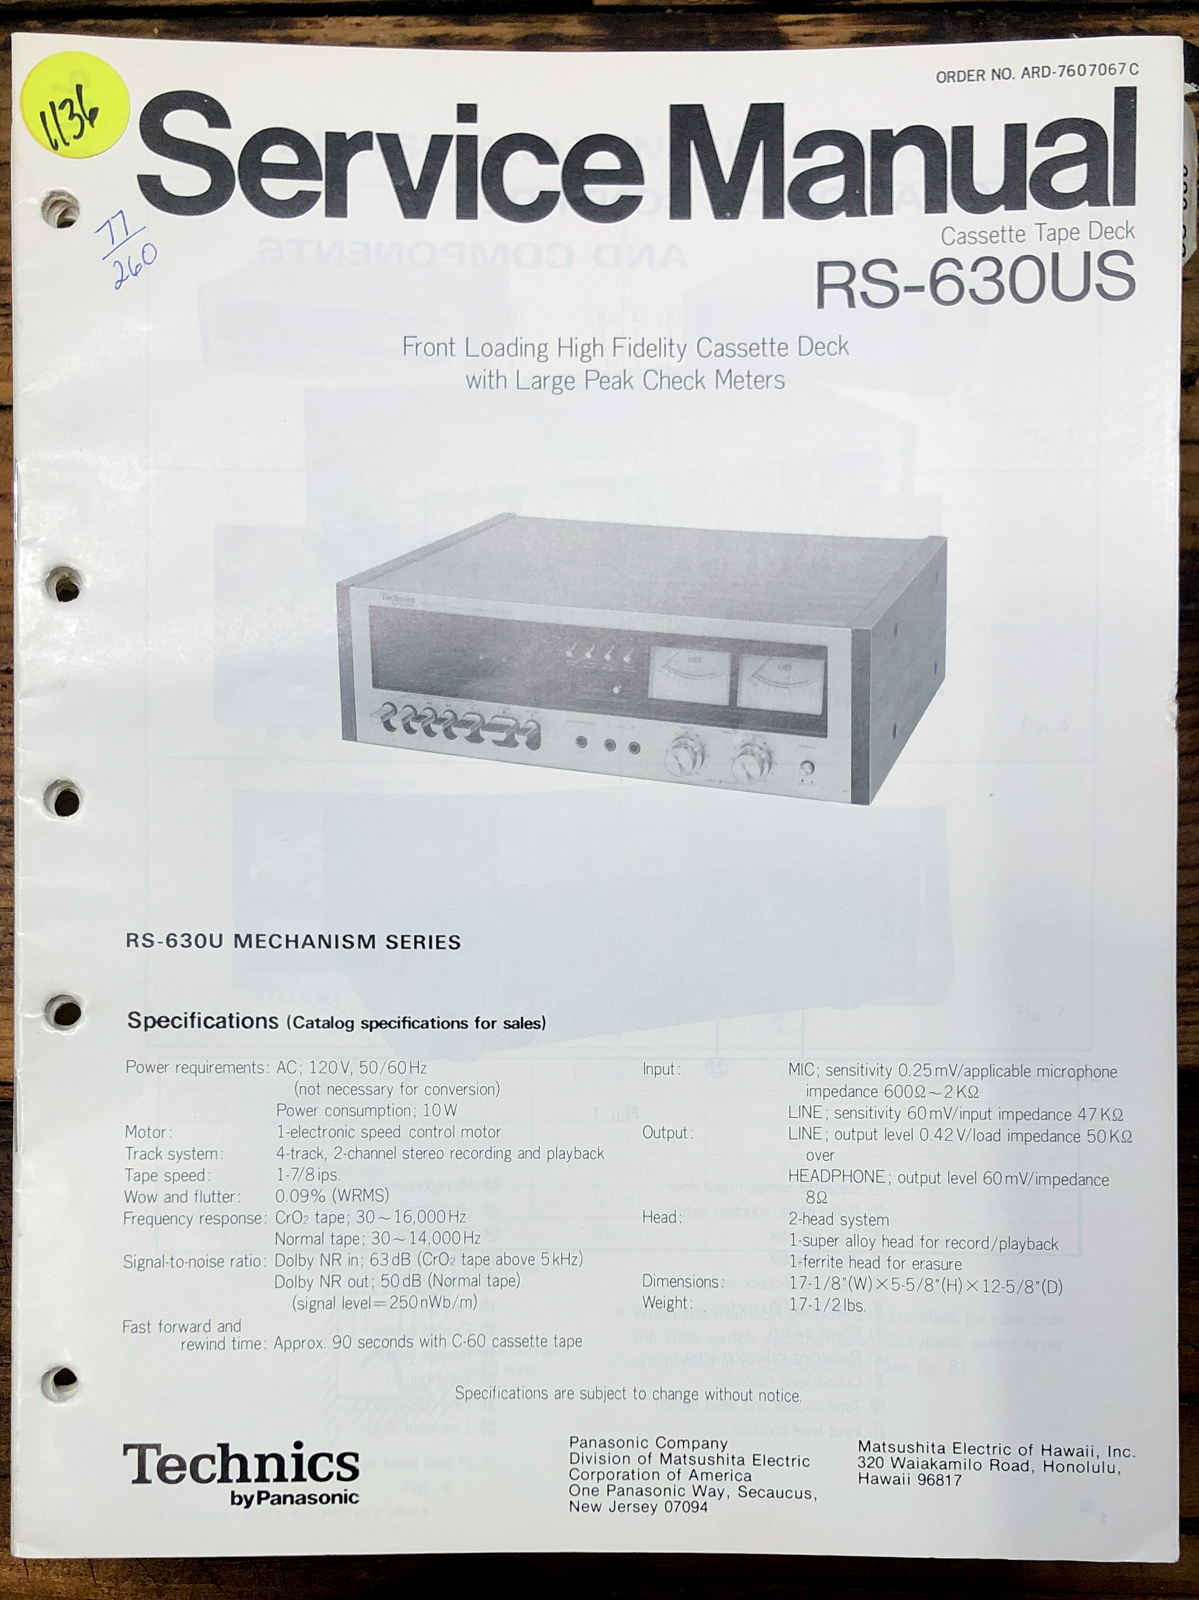 ORDER NO. ARD-7607067C
1136
Service Manual
77
260
Cassette Tape Deck
RS-630US
Front Loading High Fidelity Cassette Deck
with Large Peak Check Meters
Technics
RS-630U MECHANISM SERIES
Specifications (Catalog specifications for sales)
Power requirements: AC; 120V, 50/60Hz
(not necessary for conversion)
Power consumption; 10W
Motor: 1-electronic speed control motor
Track system: 4-track, 2-channel stereo recording and playback
Tape speed: 1-7/8 ips.
Wow and flutter: 0.09% (WRMS)
Frequency response: CrO2 tape; 30~16,000Hz
Normal tape; 30~14,000Hz
Signal-to-noise ratio: Dolby NR in; 63dB (CrO2 tape above 5kHz)
Dolby NR out; 50dB (Normal tape)
(signal level=250nWb/m)
Fast forward and
rewind time: Approx. 90 seconds with C-60 cassette tape
Input: MIC; sensitivity 0.25mV/applicable microphone
impedance 600Ω~2KΩ
LINE; sensitivity 60mV/input impedance 47KΩ
Output: LINE; output level 0.42V/load impedance 50KΩ
over
HEADPHONE; output level 60mV/impedance
8Ω
Head: 2-head system
1-super alloy head for record/playback
1-ferrite head for erasure
Dimensions: 17-1/8"(W)×5-5/8"(H)×12-5/8"(D)
Weight: 17-1/2 lbs.
Specifications are subject to change without notice.
Technics
by Panasonic
Panasonic Company
Division of Matsushita Electric
Corporation of America
One Panasonic Way, Secaucus,
New Jersey 07094
Matsushita Electric of Hawaii, Inc.
320 Waiakamilo Road, Honolulu,
Hawaii 96817